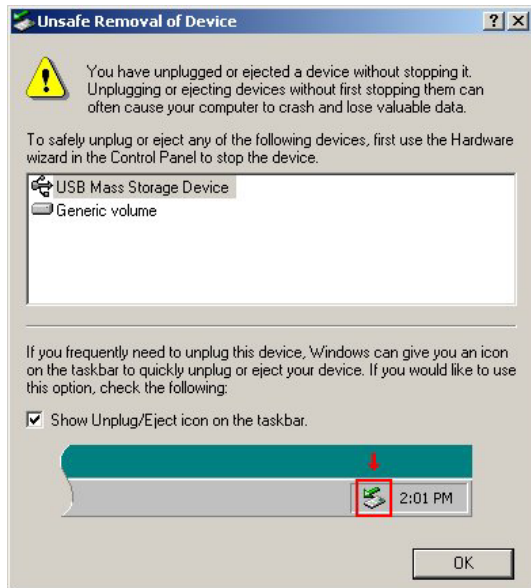 Unsafe Removal of Device
You have unplugged or ejected a device without stopping it.
Unplugging or ejecting devices without first stopping them can
often cause your computer to crash and lose valuable data.
To safely unplug or eject any of the following devices, first use the Hardware
wizard in the Control Panel to stop the device.
USB Mass Storage Device
Generic volume
If you frequently need to unplug this device, Windows can give you an icon
on the taskbar to quickly unplug or eject your device. If you would like to use
this option, check the following:
Show Unplug/Eject icon on the taskbar.
2:01 PM
OK